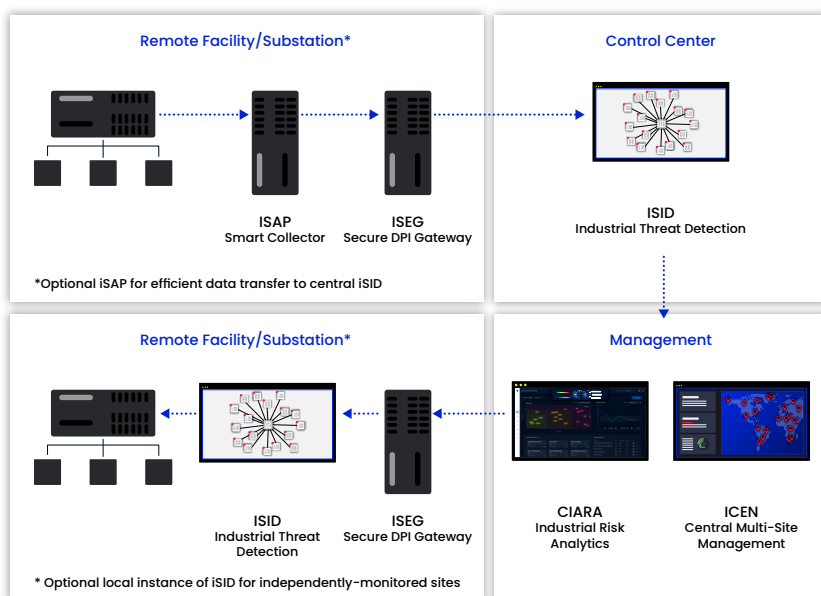 Remote Facility/Substation*
ISAP
Smart Collector
ISEG
Secure DPI Gateway
*Optional iSAP for efficient data transfer to central iSID
Control Center
ISID
Industrial Threat Detection
Remote Facility/Substation*
ISID
Industrial Threat
Detection
ISEG
Secure DPI Gateway
* Optional local instance of iSID for independently-monitored sites
Management
CIARA
Industrial Risk
Analytics
ICEN
Central Multi-Site
Management